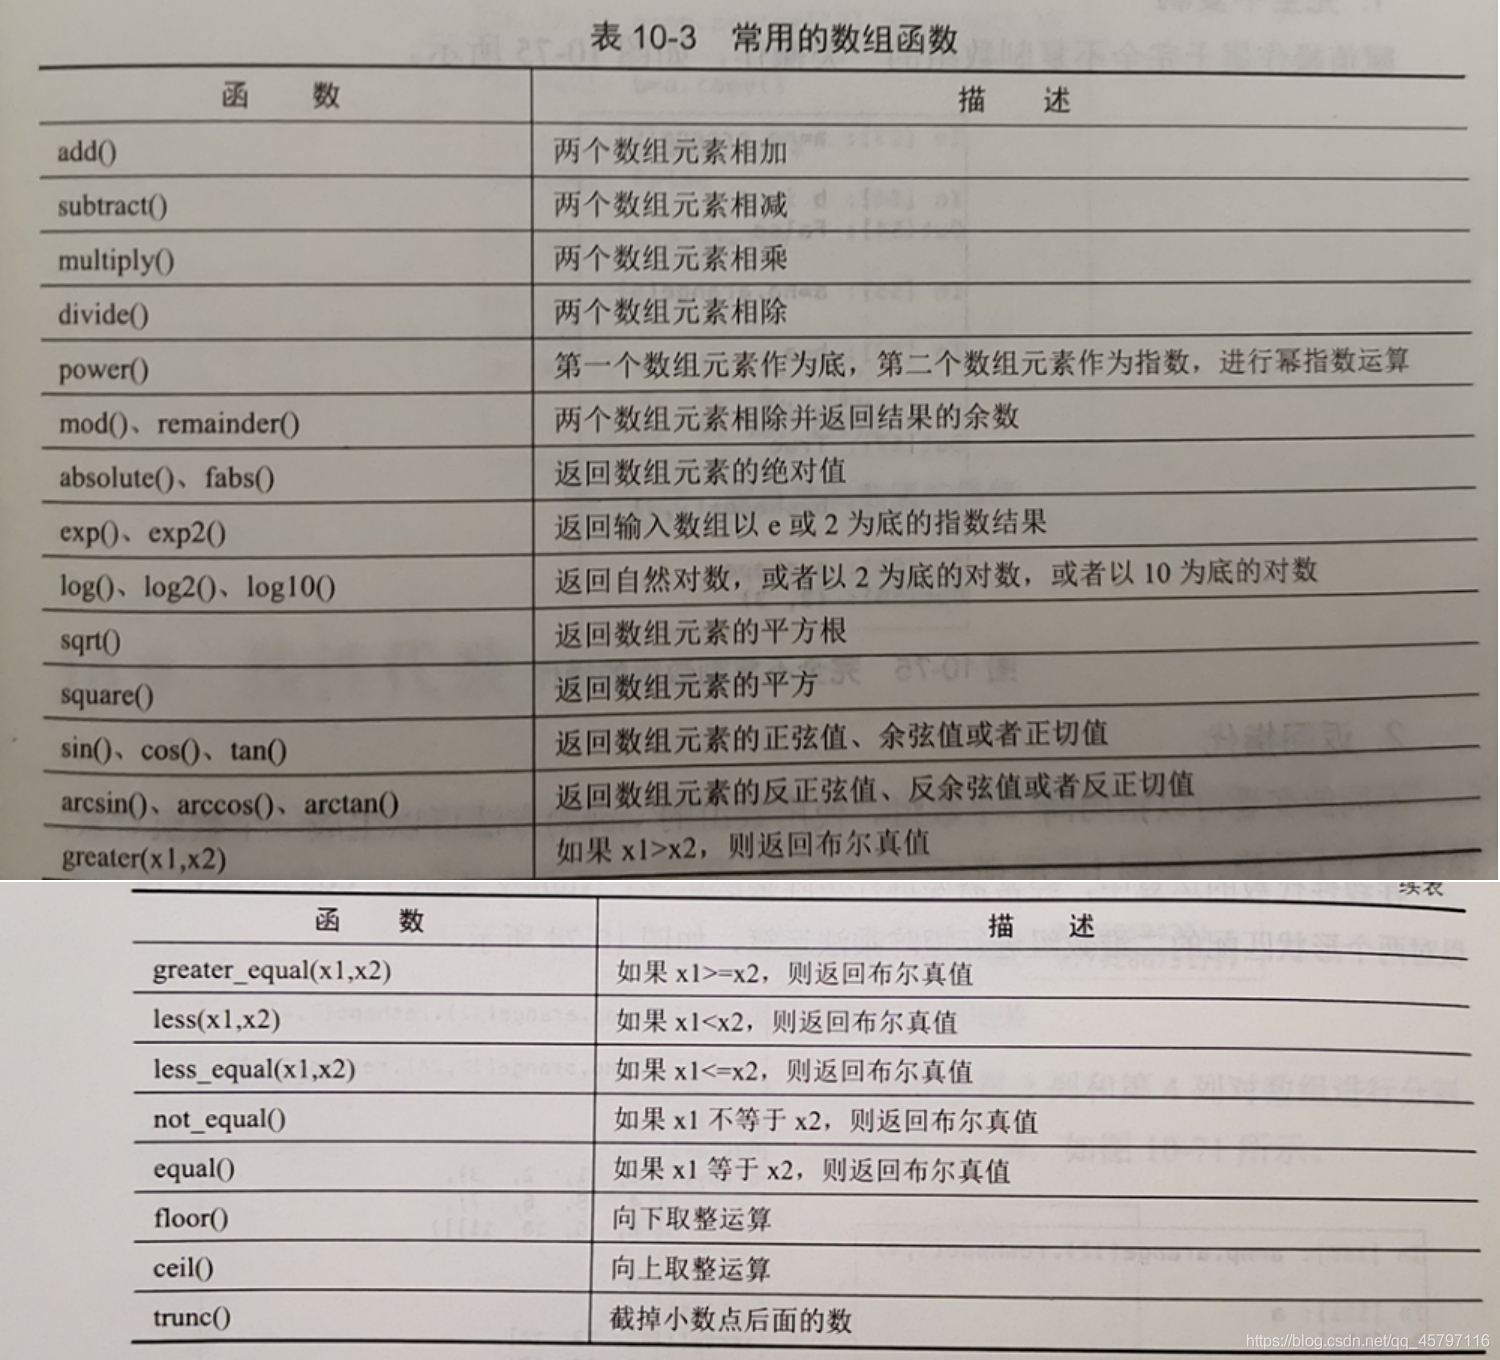 表 10-3 常用的数组函数
函 数 描 述
add() 两个数组元素相加
subtract() 两个数组元素相减
multiply() 两个数组元素相乘
divide() 两个数组元素相除
power() 第一个数组元素作为底，第二个数组元素作为指数，进行幂指数运算
mod()、remainder() 两个数组元素相除并返回结果的余数
absolute()、fabs() 返回数组元素的绝对值
exp()、exp2() 返回输入数组以 e 或 2 为底的指数结果
log()、log2()、log10() 返回自然对数，或者以 2 为底的对数，或者以 10 为底的对数
sqrt() 返回数组元素的平方根
square() 返回数组元素的平方
sin()、cos()、tan() 返回数组元素的正弦值、余弦值或者正切值
arcsin()、arccos()、arctan() 返回数组元素的反正弦值、反余弦值或者反正切值
greater(x1,x2) 如果 x1>x2，则返回布尔真值
续表
函 数 描 述
greater_equal(x1,x2) 如果 x1>=x2，则返回布尔真值
less(x1,x2) 如果 x1<x2，则返回布尔真值
less_equal(x1,x2) 如果 x1<=x2，则返回布尔真值
not_equal() 如果 x1 不等于 x2，则返回布尔真值
equal() 如果 x1 等于 x2，则返回布尔真值
floor() 向下取整运算
ceil() 向上取整运算
trunc() 截掉小数点后面的数
https://blog.csdn.net/qq_45797116